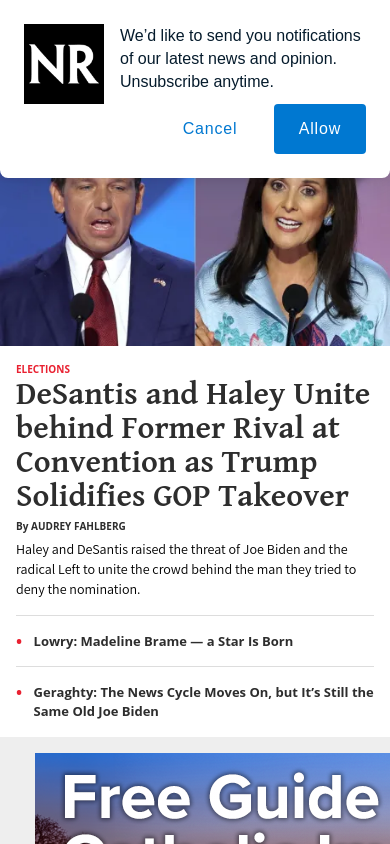 NR
We’d like to send you notifications
of our latest news and opinion.
Unsubscribe anytime.
Cancel
Allow
ELECTIONS
DeSantis and Haley Unite
behind Former Rival at
Convention as Trump
Solidifies GOP Takeover
By AUDREY FAHLBERG
Haley and DeSantis raised the threat of Joe Biden and the
radical Left to unite the crowd behind the man they tried to
deny the nomination.
• Lowry: Madeline Brame — a Star Is Born
• Geraghty: The News Cycle Moves On, but It’s Still the
Same Old Joe Biden
Free Guide